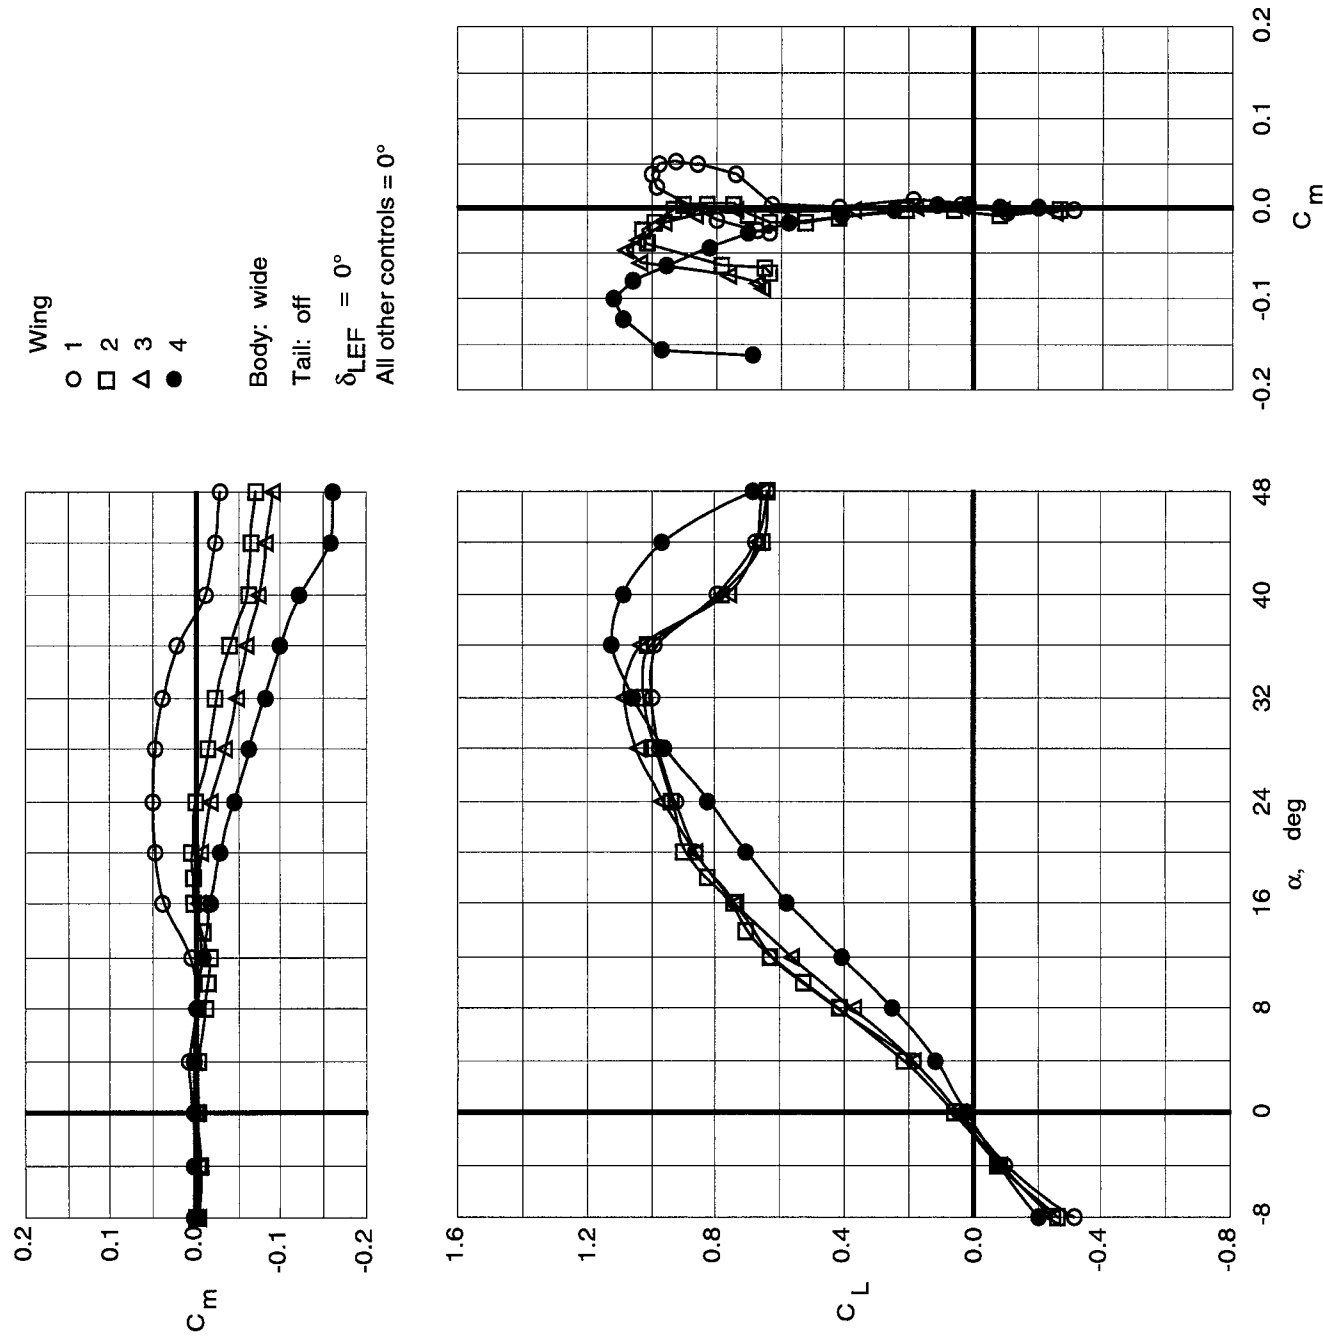 Wing
1
2
3
4
Body: wide
Tail: off
δLEF = 0°
All other controls = 0°
0.2
0.1
0.0
-0.1
-0.2
Cm
1.6
1.2
0.8
0.4
0.0
-0.4
-0.8
CL
-8 0 8 16 24 32 40 48
α, deg
-0.2 -0.1 0.0 0.1 0.2
Cm